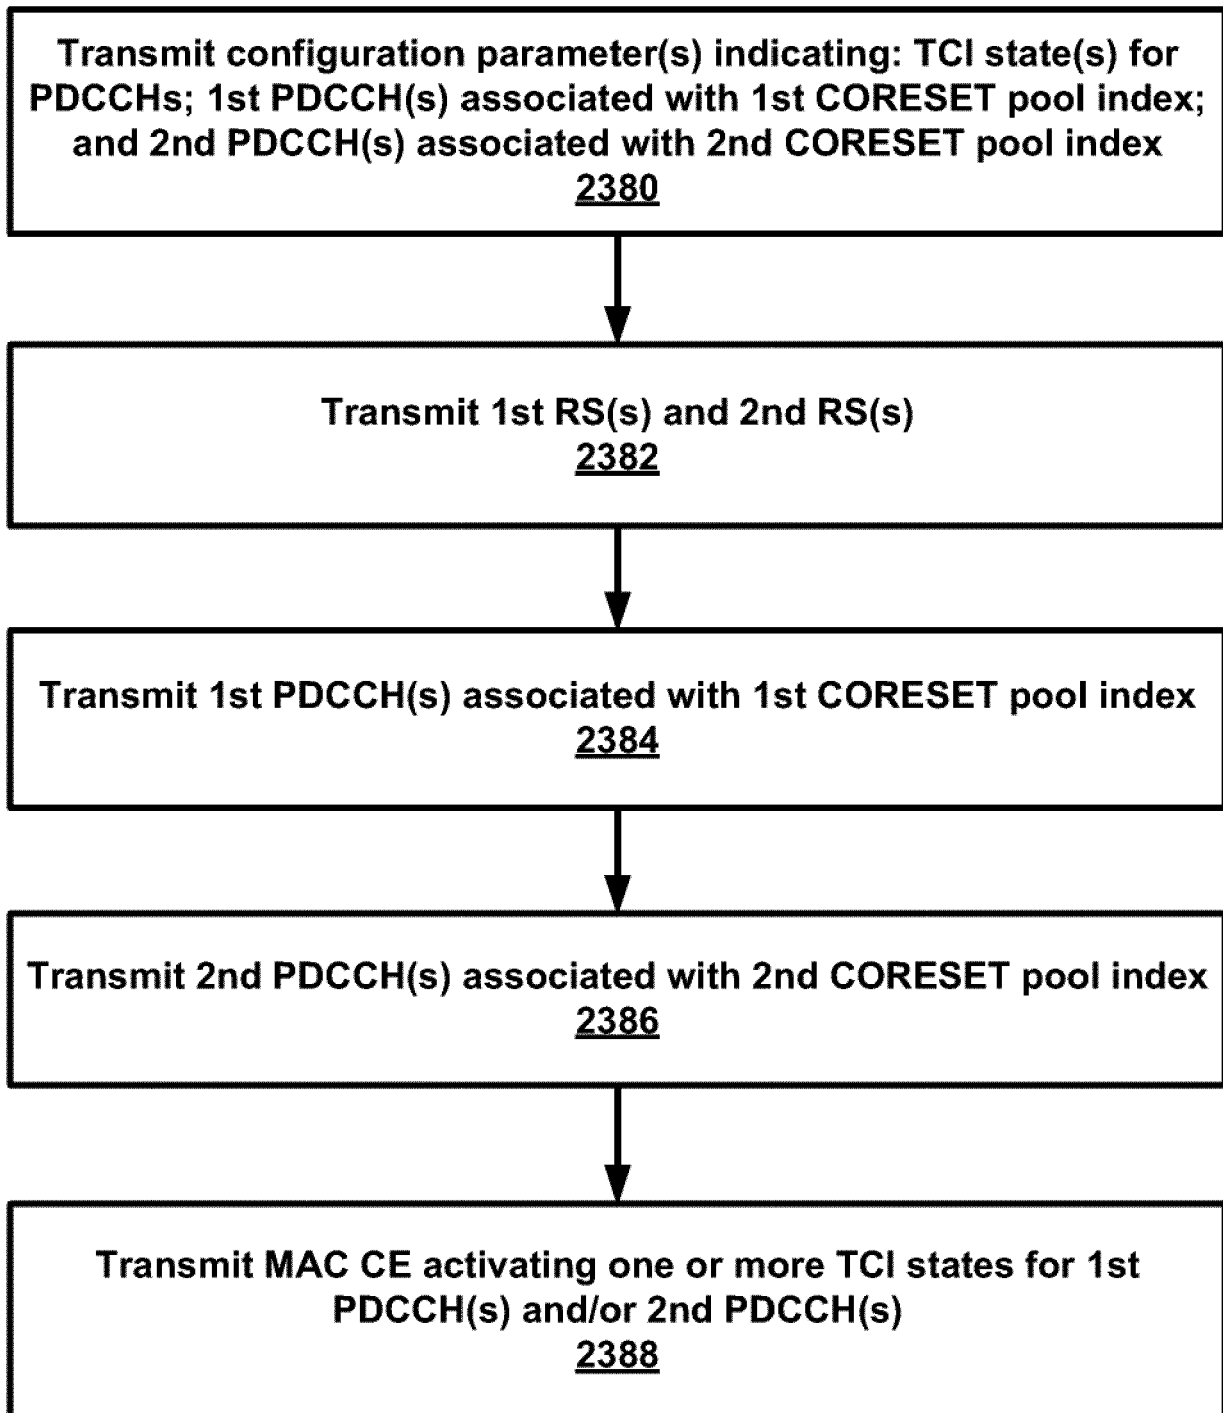 Transmit configuration parameter(s) indicating: TCI state(s) for
PDCCHs; 1st PDCCH(s) associated with 1st CORESET pool index;
and 2nd PDCCH(s) associated with 2nd CORESET pool index
2380
Transmit 1st RS(s) and 2nd RS(s)
2382
Transmit 1st PDCCH(s) associated with 1st CORESET pool index
2384
Transmit 2nd PDCCH(s) associated with 2nd CORESET pool index
2386
Transmit MAC CE activating one or more TCI states for 1st
PDCCH(s) and/or 2nd PDCCH(s)
2388